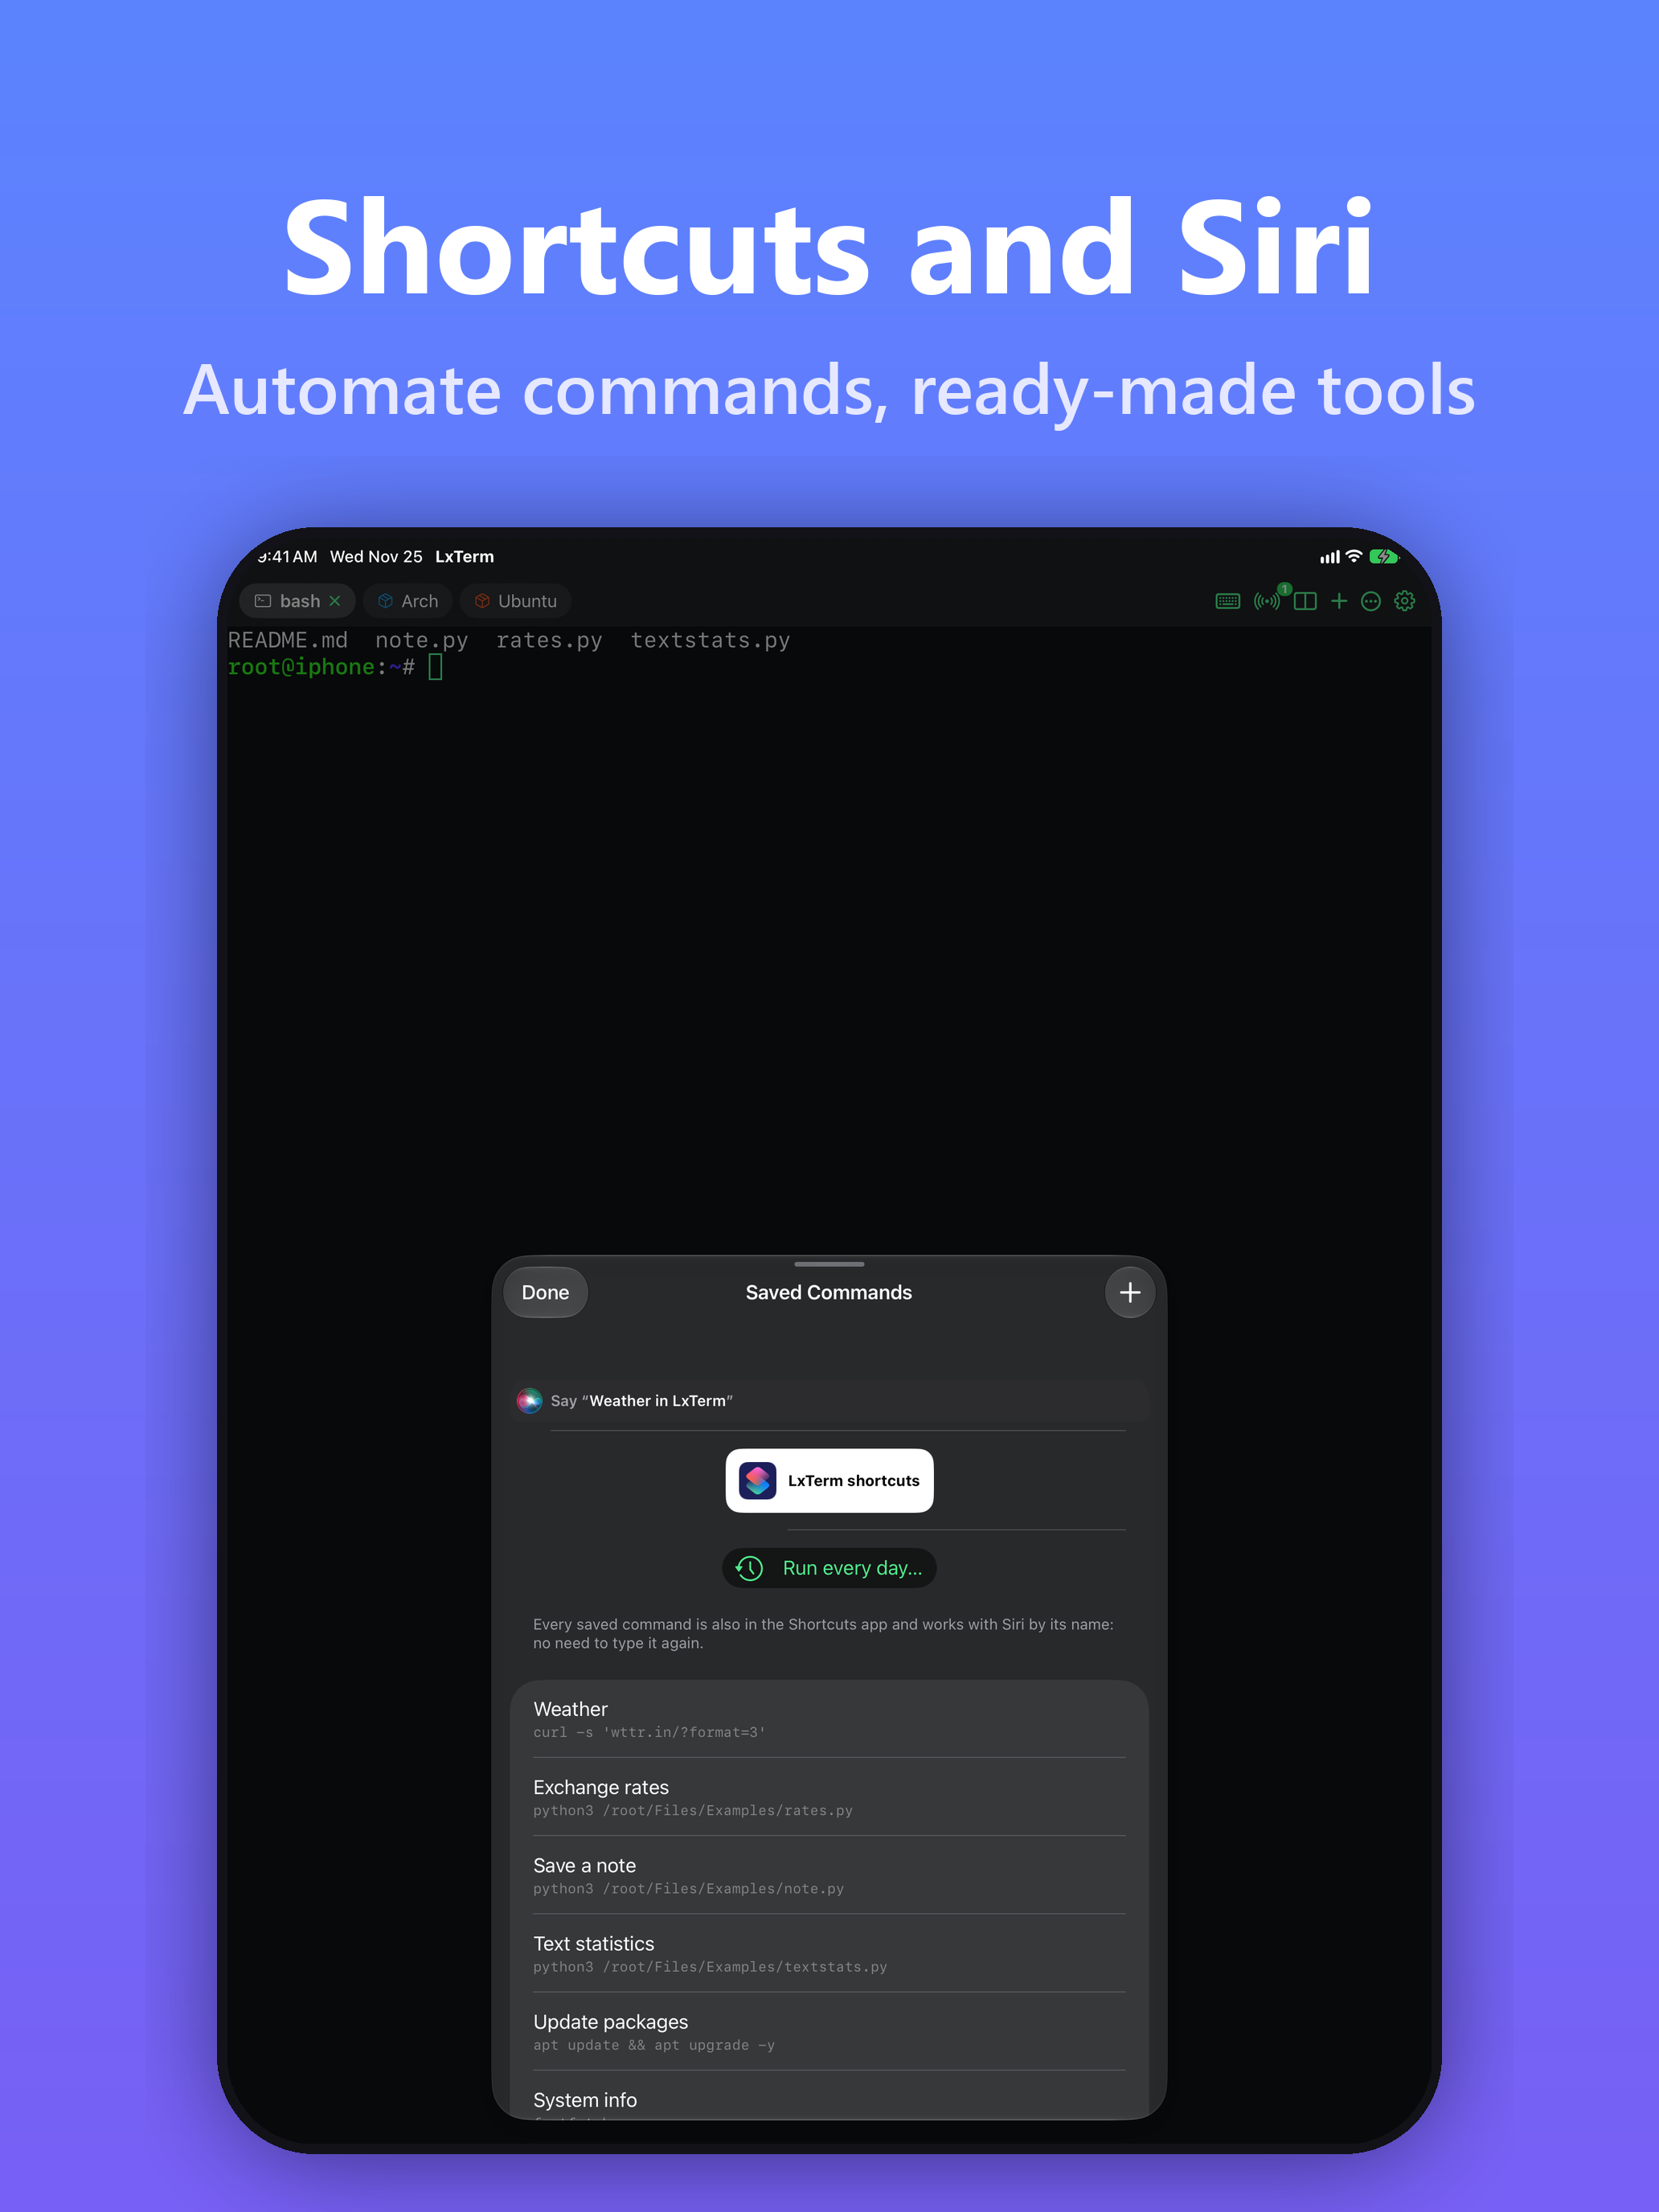 Shortcuts and Siri
Automate commands, ready-made tools
9:41 AM Wed Nov 25 LxTerm
bash Arch Ubuntu 1
README.md note.py rates.py textstats.py
root@iphone:~#
Done Saved Commands
Say “Weather in LxTerm”
LxTerm shortcuts
Run every day...
Every saved command is also in the Shortcuts app and works with Siri by its name:
no need to type it again.
Weather
curl -s 'wttr.in/?format=3'
Exchange rates
python3 /root/Files/Examples/rates.py
Save a note
python3 /root/Files/Examples/note.py
Text statistics
python3 /root/Files/Examples/textstats.py
Update packages
apt update && apt upgrade -y
System info